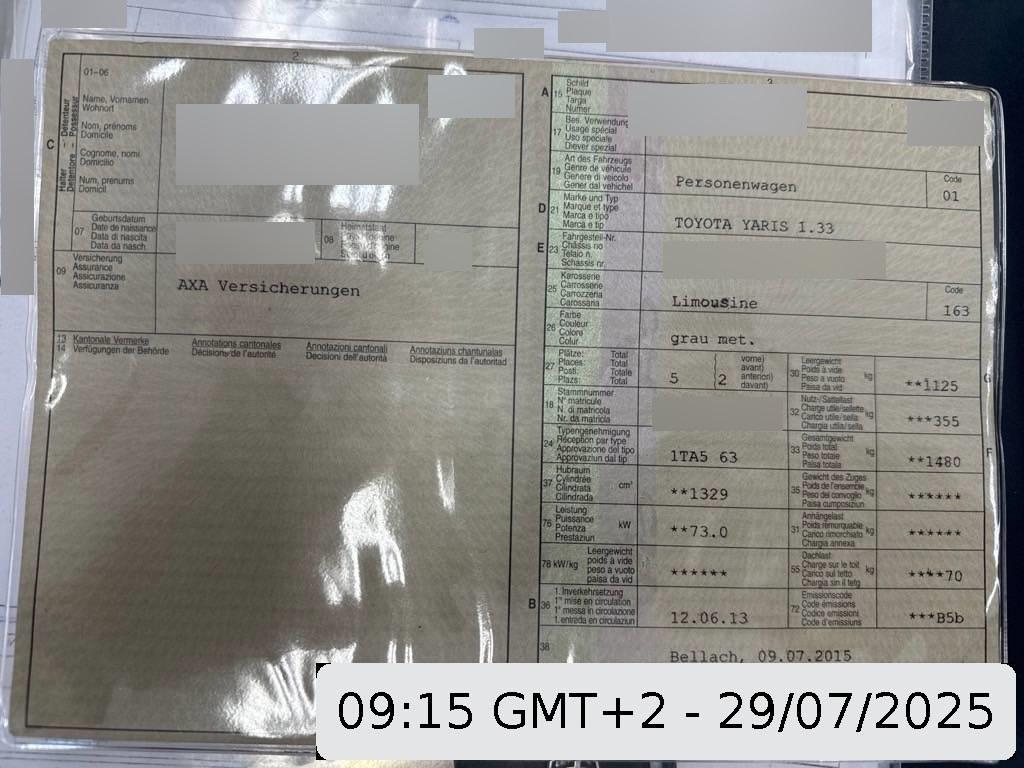 2
01-06
C
Halter - Détenteur
Detentore - Possessur
Name, Vornamen
Wohnort
Nom, prénoms
Domicile
Cognome, nomi
Domicilio
Num, prenums
Domicil
07
Geburtsdatum
Date de naissance
Data di nascita
Data da nasch.
08
Heimatstaat
09
Versicherung
Assurance
Assicurazione
Assicuranza
AXA Versicherungen
13
14
Kantonale Vermerke
Verfügungen der Behörde
Annotations cantonales
Décisions de l'autorité
Annotazioni cantonali
Decisioni dell'autorità
Annotaziuns chantunalas
Disposiziuns da l'autoritad
3
A
15
Schild
Plaque
Targa
Numer
17
Bes. Verwendung
Usage spécial
Uso speciale
Diever spezial
19
Art des Fahrzeugs
Genre de véhicule
Genere di veicolo
Gener dal vehichel
Personenwagen
Code
01
D
21
Marke und Typ
Marque et type
Marca e tipo
Marca e tip
TOYOTA YARIS 1.33
E
23
Fahrgestell-Nr.
Châssis no
Telaio n.
Schassis nr.
25
Karosserie
Carrosserie
Carrozzeria
Carossaria
Limousine
Code
163
26
Farbe
Couleur
Colore
Colur
grau met.
27
Plätze: Total
Places: Total
Posti: Totale
Plazs: Total
5
2
vorne)
avant)
anteriori)
davant)
30
Leergewicht
Poids à vide
Peso a vuoto
Paisa da vid
kg
**1125
G
18
Stammnummer
N° matricule
N. di matricola
Nr. da matricla
32
Nutz-/Sattellast
Charge utile/sellette
Carico utile/sella
Chargia utila/sella
kg
***355
24
Typengenehmigung
Réception par type
Approvazione del tipo
Approvaziun dal tip
1TA5 63
33
Gesamtgewicht
Poids total
Peso totale
Paisa totala
kg
**1480
F
37
Hubraum
Cylindrée
Cilindrata
Cilindrada
cm³
**1329
35
Gewicht des Zuges
Poids de l'ensemble
Peso del convoglio
Paisa cumposiziun
kg
******
76
Leistung
Puissance
Potenza
Prestaziun
kW
**73.0
31
Anhängelast
Poids remorquable
Carico rimorchiato
Chargia annexa
kg
******
78 kW/kg
Leergewicht
poids à vide
peso a vuoto
paisa da vid
******
55
Dachlast
Charge sur le toit
Carico sul tetto
Chargia sin il tetg
kg
****70
B
36
1. Inverkehrsetzung
1re mise en circulation
1a messa in circolazione
1. entrada en circulaziun
12.06.13
72
Emissionscode
Code émissions
Codice emissioni
Code d'emissiuns
***B5b
38
Bellach, 09.07.2015
09:15 GMT+2 - 29/07/2025